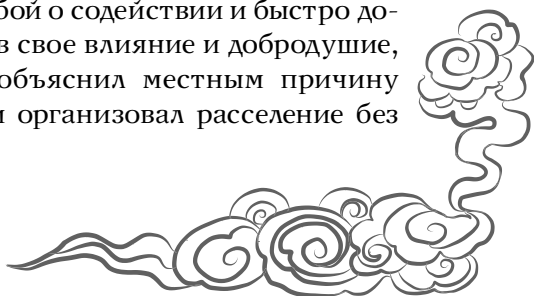 бой о содействии и быстро до-
в свое влияние и добродушие,
объяснил местным причину
и организовал расселение без